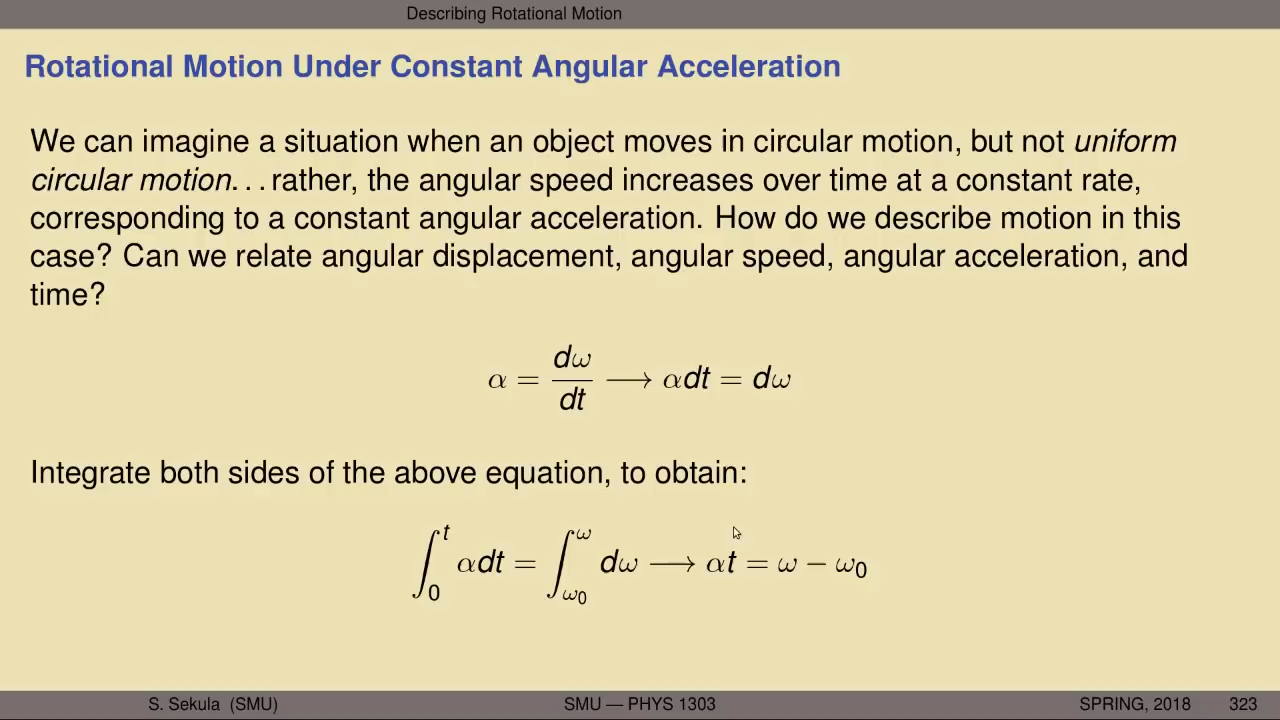 Describing Rotational Motion
Rotational Motion Under Constant Angular Acceleration
We can imagine a situation when an object moves in circular motion, but not uniform
circular motion. . . rather, the angular speed increases over time at a constant rate,
corresponding to a constant angular acceleration. How do we describe motion in this
case? Can we relate angular displacement, angular speed, angular acceleration, and
time?
α = dω/dt ⟶ αdt = dω
Integrate both sides of the above equation, to obtain:
∫₀ᵗ αdt = ∫_{ω₀}^{ω} dω ⟶ αt = ω − ω₀
S. Sekula (SMU) SMU — PHYS 1303 SPRING, 2018 323